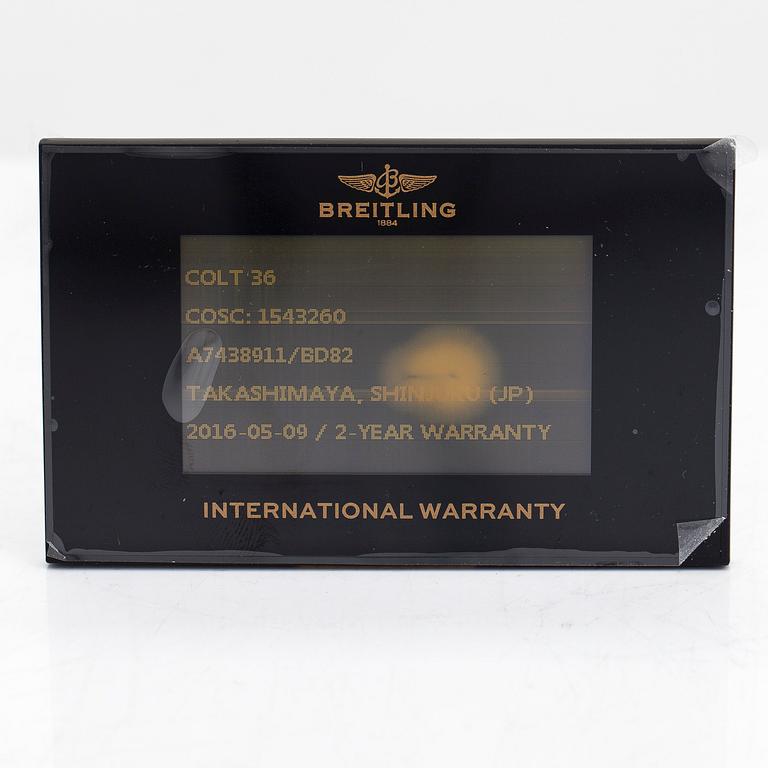 BREITLING
1884
COLT 36
COSC: 1543260
A7438911/BD82
TAKASHIMAYA, SHINJUKU (JP)
2016-05-09 / 2-YEAR WARRANTY
INTERNATIONAL WARRANTY